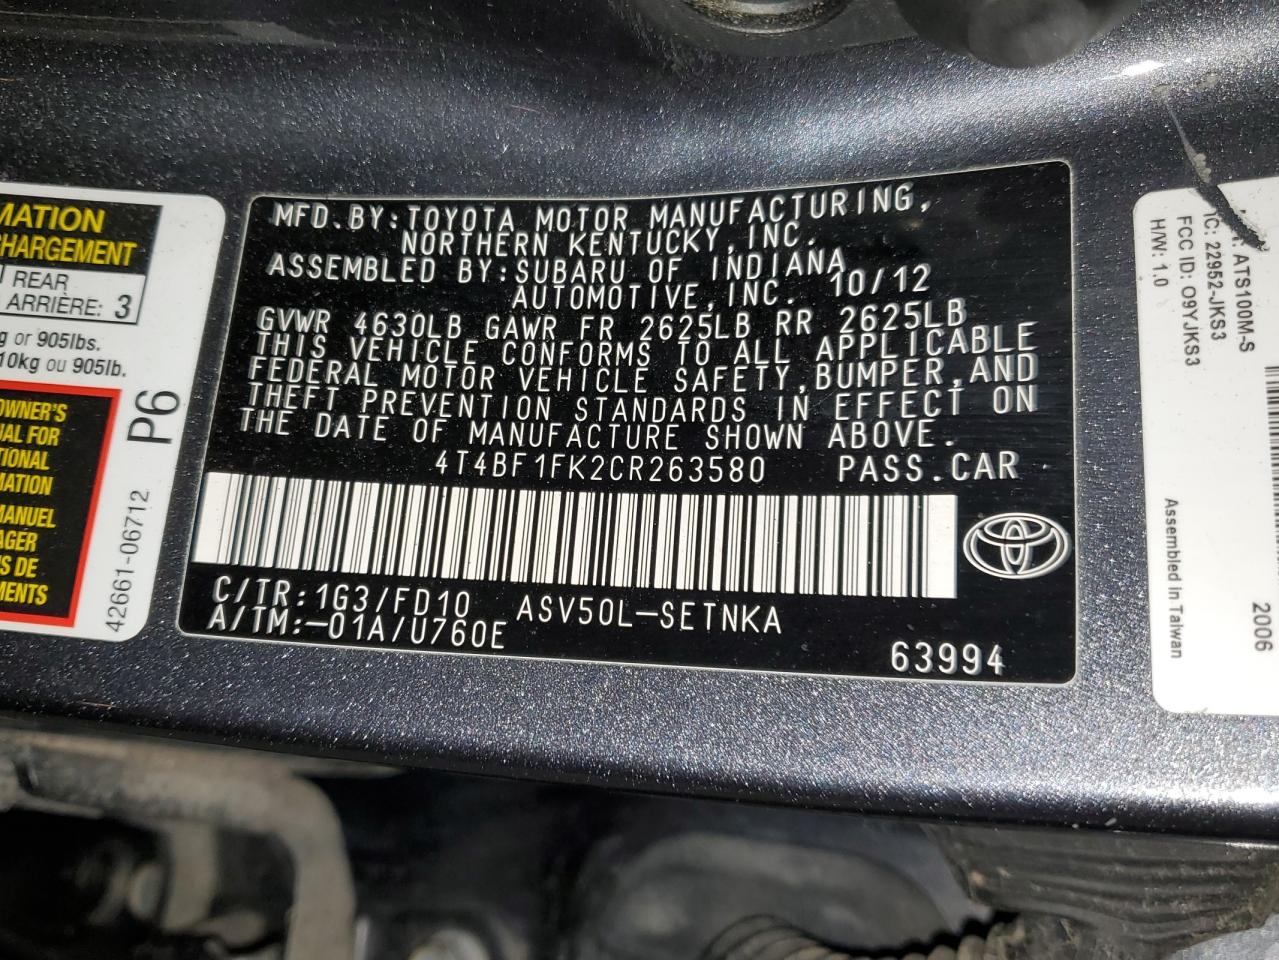 MATION
CHARGEMENT
REAR
ARRIÈRE: 3
g or 905lbs.
10kg ou 905lb.
OWNER'S
UAL FOR
TIONAL
MATION
MANUEL
AGER
S DE
MENTS
P6
42661-06712
MFD.BY:TOYOTA MOTOR MANUFACTURING,
NORTHERN KENTUCKY,INC.
ASSEMBLED BY:SUBARU OF INDIANA
AUTOMOTIVE,INC. 10/12
GVWR 4630LB GAWR FR 2625LB RR 2625LB
THIS VEHICLE CONFORMS TO ALL APPLICABLE
FEDERAL MOTOR VEHICLE SAFETY,BUMPER,AND
THEFT PREVENTION STANDARDS IN EFFECT ON
THE DATE OF MANUFACTURE SHOWN ABOVE.
4T4BF1FK2CR263580 PASS.CAR
C/TR:1G3/FD10 ASV50L-SETNKA
A/TM:-01A/U760E
63994
: ATS100M-S
IC: 22952-JKS3
FCC ID: O9YJKS3
H/W: 1.0
Assembled In Taiwan
2006